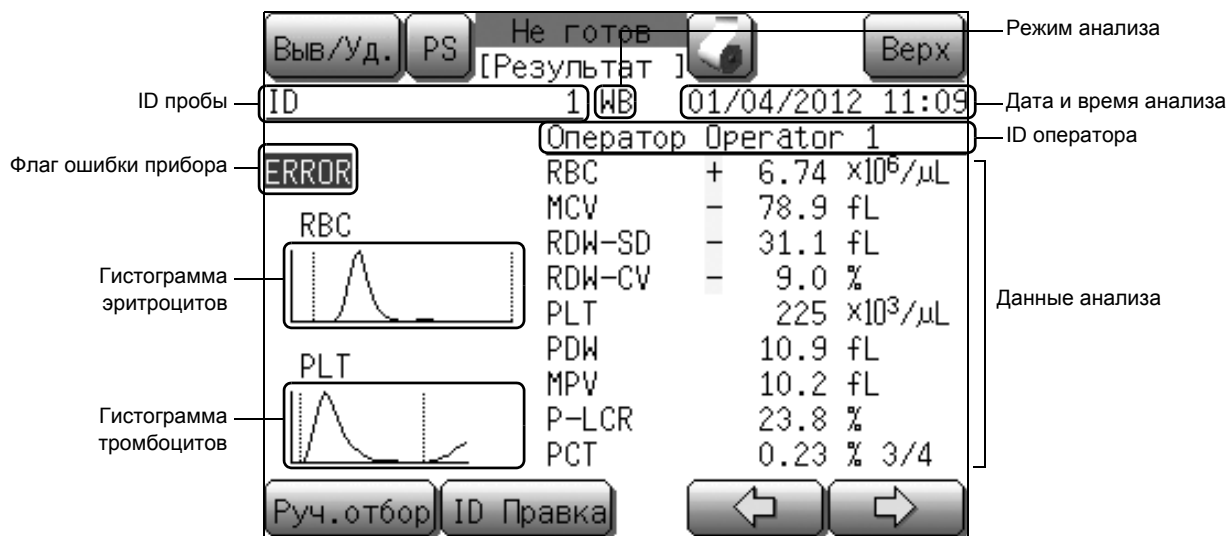 Выв/Уд. PS Не готов Верх Режим анализа
[Результат ]
ID пробы ID 1 WB 01/04/2012 11:09 Дата и время анализа
Оператор Operator 1 ID оператора
Флаг ошибки прибора ERROR
RBC + 6.74 ×10⁶/µL
MCV − 78.9 fL
RDW-SD − 31.1 fL
RDW-CV − 9.0 %
PLT 225 ×10³/µL
PDW 10.9 fL
MPV 10.2 fL
P-LCR 23.8 %
PCT 0.23 % 3/4
Данные анализа
RBC
Гистограмма
эритроцитов
PLT
Гистограмма
тромбоцитов
Руч.отбор ID Правка